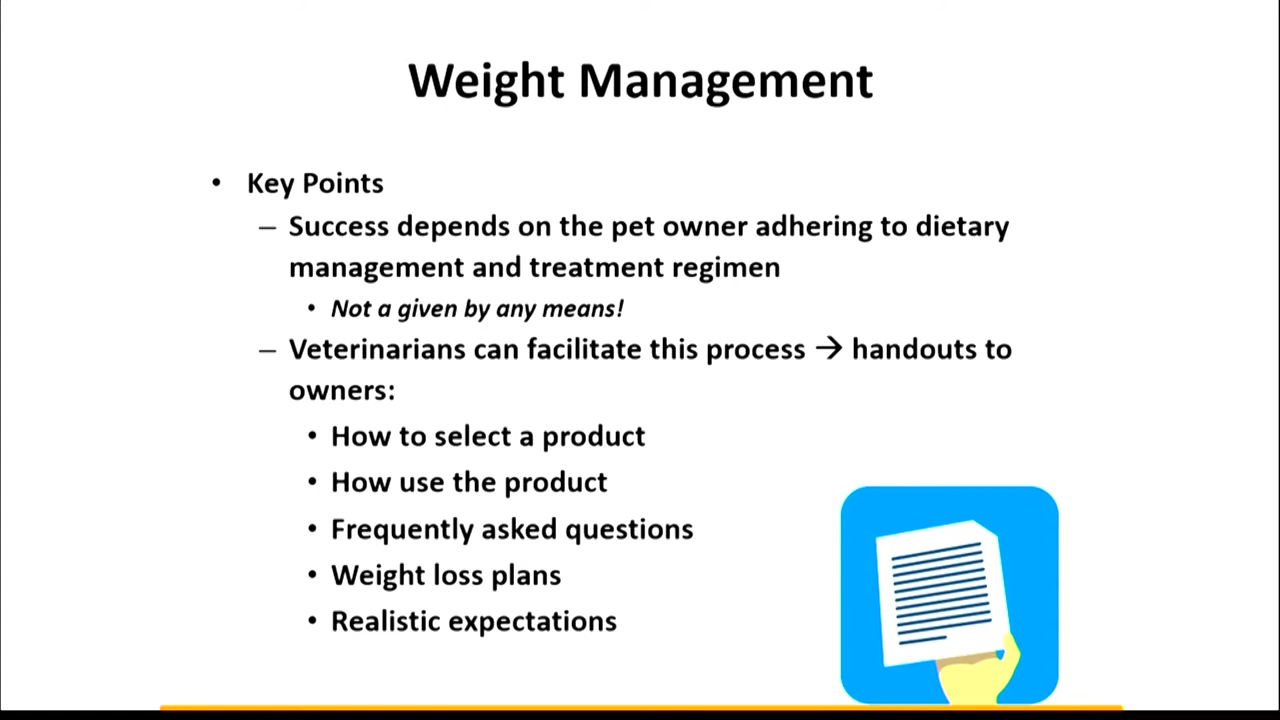 Weight Management
• Key Points
– Success depends on the pet owner adhering to dietary
management and treatment regimen
• Not a given by any means!
– Veterinarians can facilitate this process → handouts to
owners:
• How to select a product
• How use the product
• Frequently asked questions
• Weight loss plans
• Realistic expectations